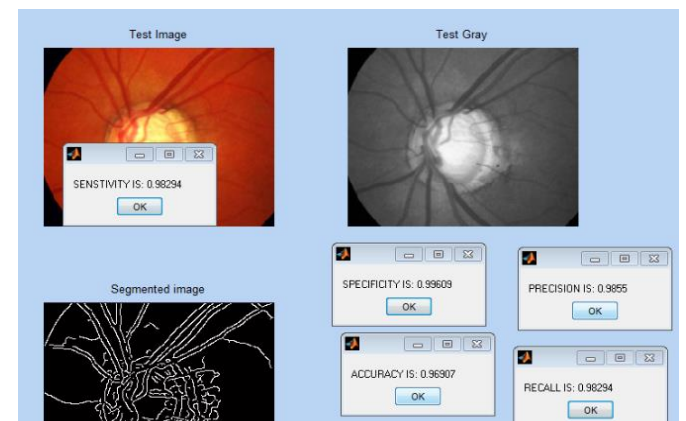 Test Image
Test Gray
SENSTIVITY IS: 0.98294
OK
Segmented image
SPECIFICITY IS: 0.99609
OK
PRECISION IS: 0.9855
OK
ACCURACY IS: 0.96907
OK
RECALL IS: 0.98294
OK